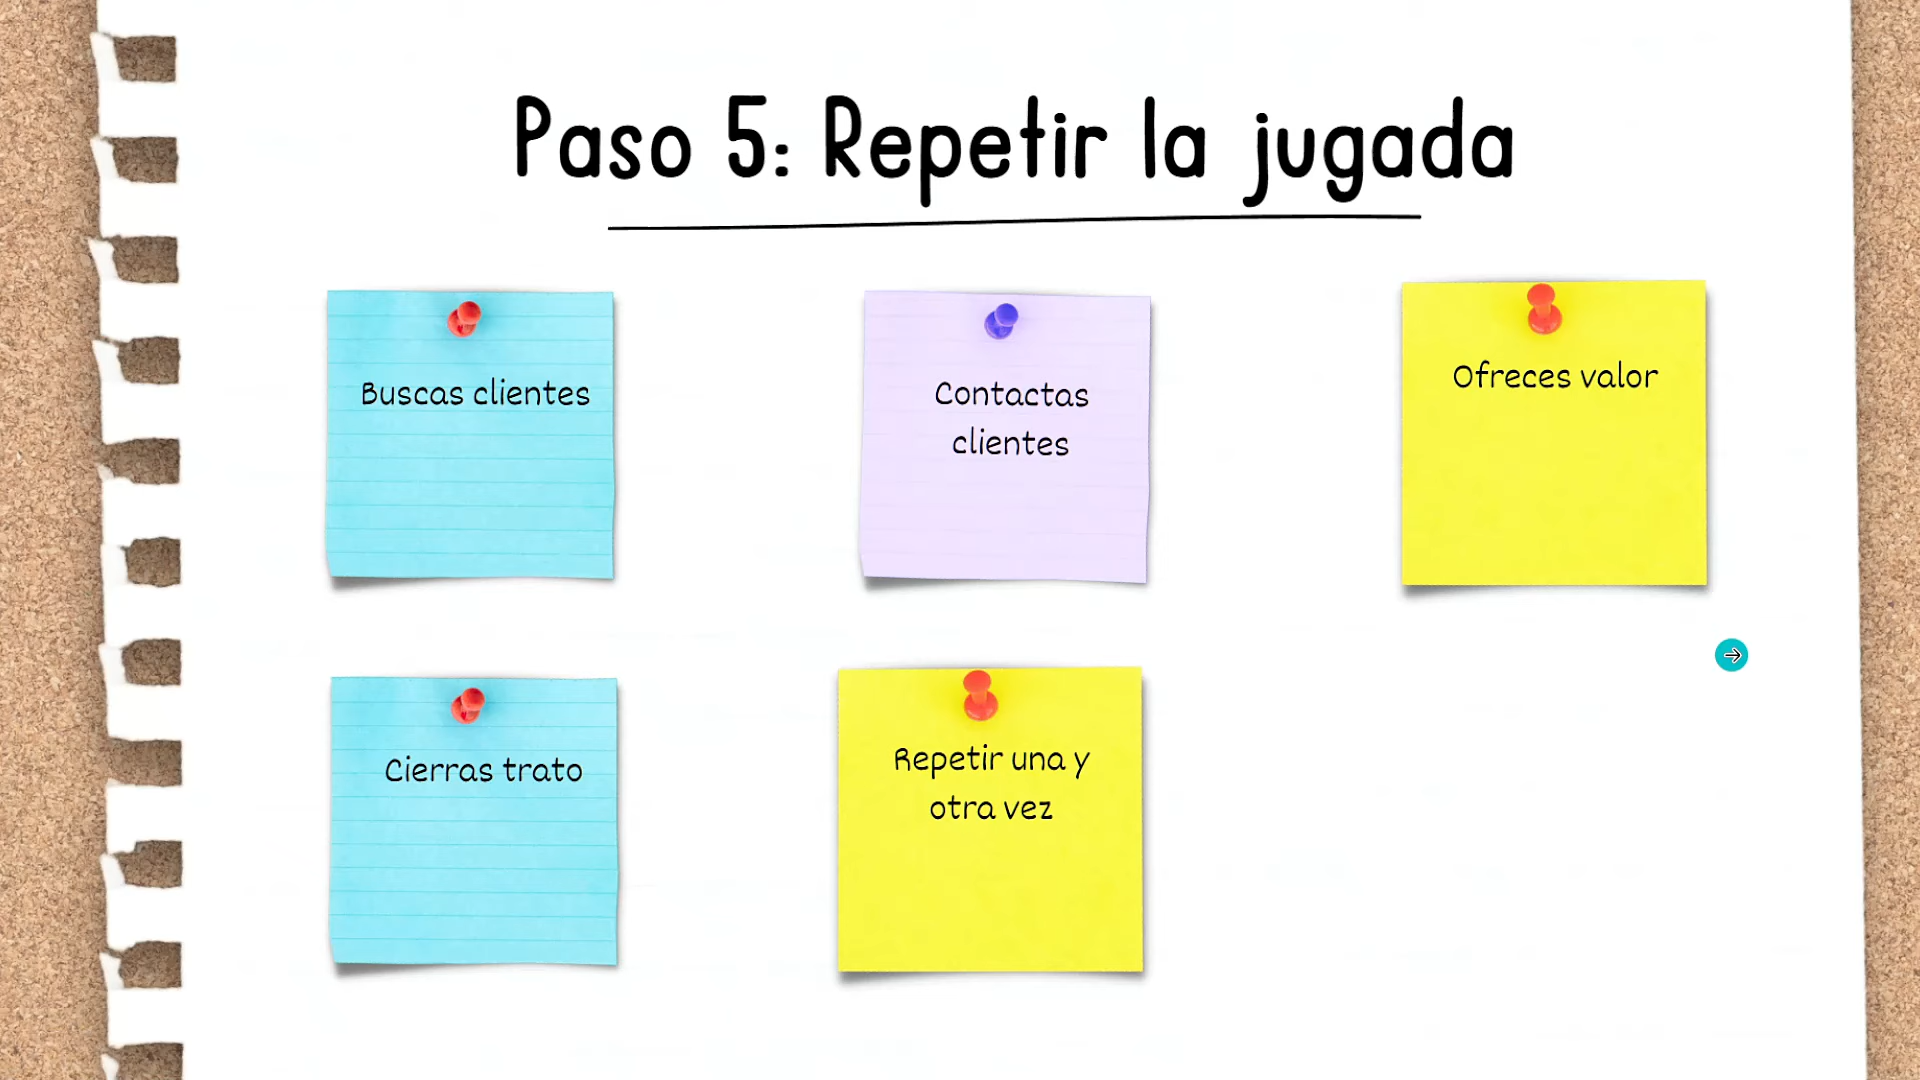 Paso 5: Repetir la jugada
Buscas clientes
Contactas
clientes
Ofreces valor
Cierras trato
Repetir una y
otra vez